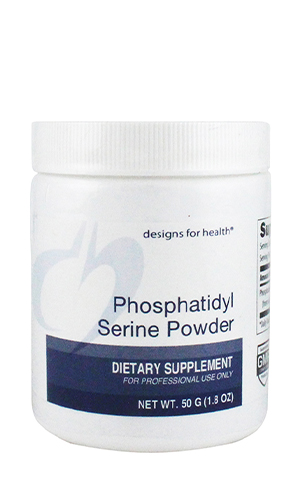 designs for health®
Phosphatidyl
Serine Powder
DIETARY SUPPLEMENT
FOR PROFESSIONAL USE ONLY
NET WT. 50 G (1.8 OZ)